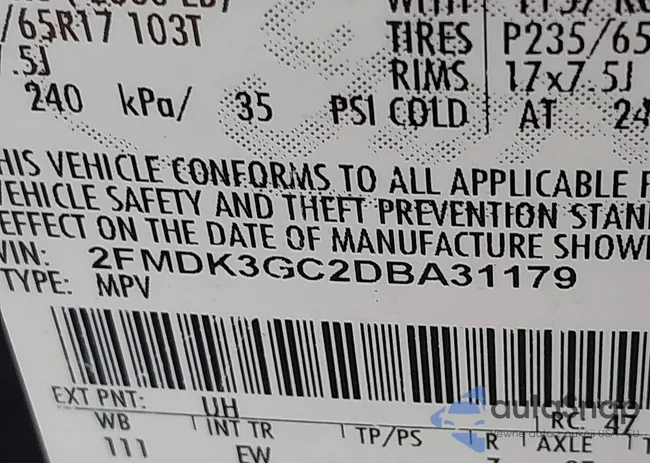 /65R17 103T
TIRES P235/65
.5J
RIMS 17x7.5J
240 kPa/ 35 PSI COLD AT 24
HIS VEHICLE CONFORMS TO ALL APPLICABLE F
VEHICLE SAFETY AND THEFT PREVENTION STAN
EFFECT ON THE DATE OF MANUFACTURE SHOW
VIN: 2FMDK3GC2DBA31179
TYPE: MPV
EXT PNT: UH RC: 47
WB INT TR TP/PS R AXLE
111 EW